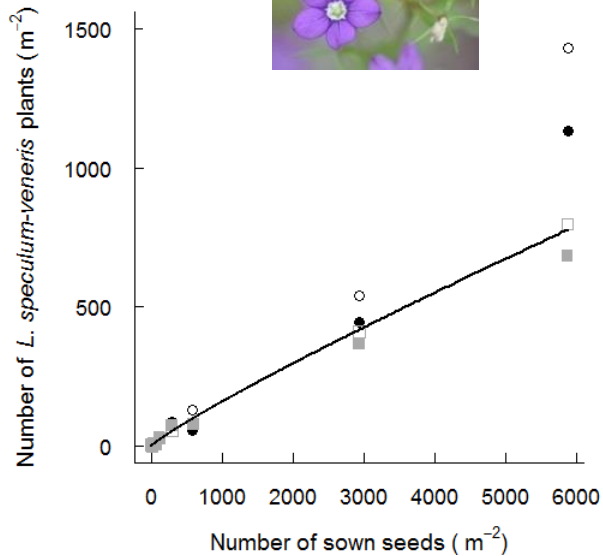 Number of L. speculum-veneris plants (m⁻²)
1500
1000
500
0
0 1000 2000 3000 4000 5000 6000
Number of sown seeds ( m⁻²)